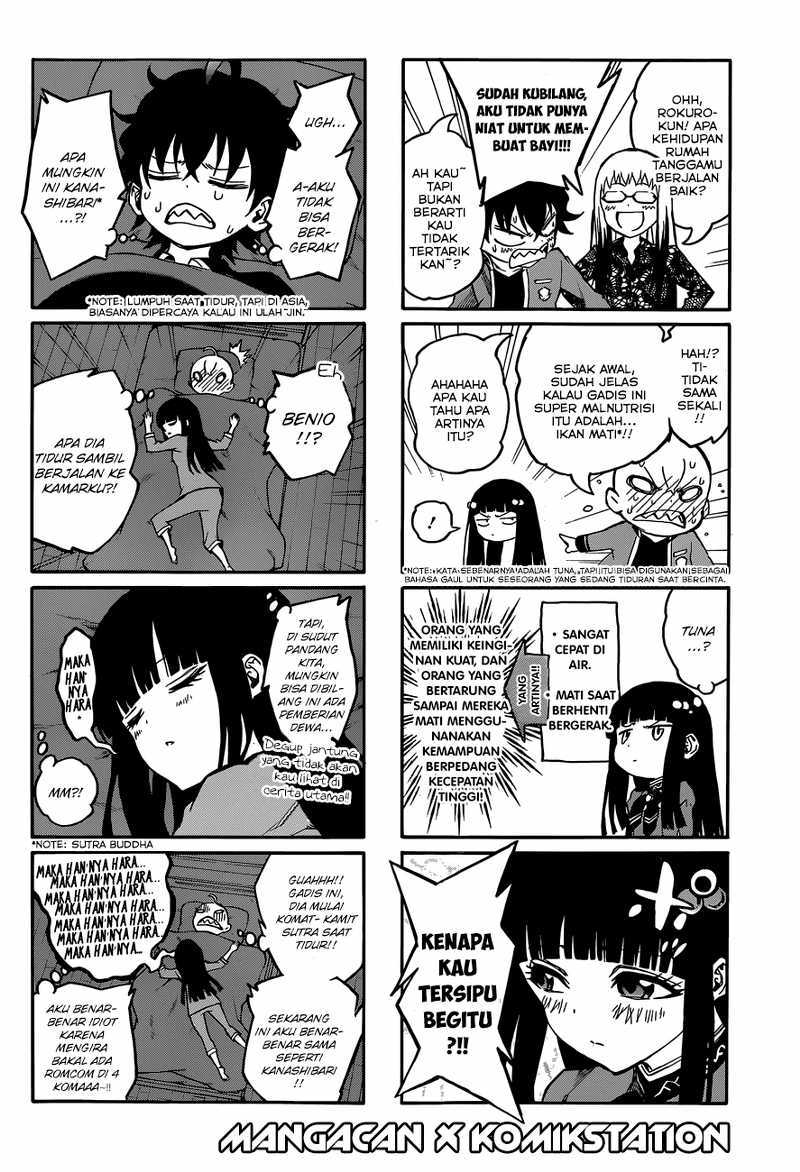 OHH,
ROKURO-
KUN! APA
KEHIDUPAN
RUMAH
TANGGAMU
BERJALAN
BAIK?
SUDAH KUBILANG,
AKU TIDAK PUNYA
NIAT UNTUK MEM-
BUAT BAYI!!!
AH KAU~
TAPI
BUKAN
BERARTI
KAU
TIDAK
TERTARIK
KAN~?
HAH!?
TI-
TIDAK
SAMA
SEKALI
!!
SEJAK AWAL,
SUDAH JELAS
KALAU GADIS INI
SUPER MALNUTRISI
ITU ADALAH...
IKAN MATI*!!
AHAHAHA
APA KAU
TAHU APA
ARTINYA
ITU?
!
*NOTE: KATA SEBENARNYA ADALAH TUNA, TAPI ITU BISA DIGUNAKAN SEBAGAI
BAHASA GAUL UNTUK SESEORANG YANG SEDANG TIDURAN SAAT BERCINTA.
TUNA
...?
• SANGAT
CEPAT DI
AIR.
• MATI SAAT
BERHENTI
BERGERAK.
YANG
ARTINYA!!
ORANG YANG
MEMILIKI KEINGI
NAN KUAT, DAN
ORANG YANG
BERTARUNG
SAMPAI MEREKA
MATI MENGGU-
NANAKAN
KEMAMPUAN
BERPEDANG
KECEPATAN
TINGGI!
KENAPA
KAU
TERSIPU
BEGITU
?!!
UGH...
A-AKU
TIDAK
BISA
BERGERAK!
APA
MUNGKIN
INI KANA-
SHIBARI*
...?!
*NOTE: LUMPUH SAAT TIDUR, TAPI DI ASIA,
BIASANYA DIPERCAYA KALAU INI ULAH JIN.
Eh
BENIO
!!?
APA DIA
TIDUR SAMBIL
BERJALAN KE
KAMARKU?!
TAPI,
DI SUDUT
PANDANG
KITA,
MUNGKIN
BISA DIBI-
LANG INI ADA
PEMBERIAN
DEWA...
Degup jantung
yang tidak akan
kau lihat di
cerita utama!!
MAKA
HAN'NYA
HARA*...
MM?!
*NOTE: SUTRA BUDDHA
GUAHHH!!
GADIS INI,
DIA MULAI
KOMAT-KAMIT
SUTRA SAAT
TIDUR!!
MAKA HAN'NYA HARA...
MAKA HAN'NYA HARA...
MAKA HAN'NYA HARA...
MAKA HAN'NYA HARA...
MAKA HAN'NYA HARA...
MAKA HAN'NYA HARA...
MAKA HAN'NYA...
SEKARANG
INI AKU BENAR-
BENAR SAMA
SEPERTI
KANASHIBARI
!!
AKU BENAR-
BENAR IDIOT
KARENA
MENGIRA
BAKAL ADA
ROMCOM DI 4
KOMAAA~!!
MANGACAN X KOMIKSTATION